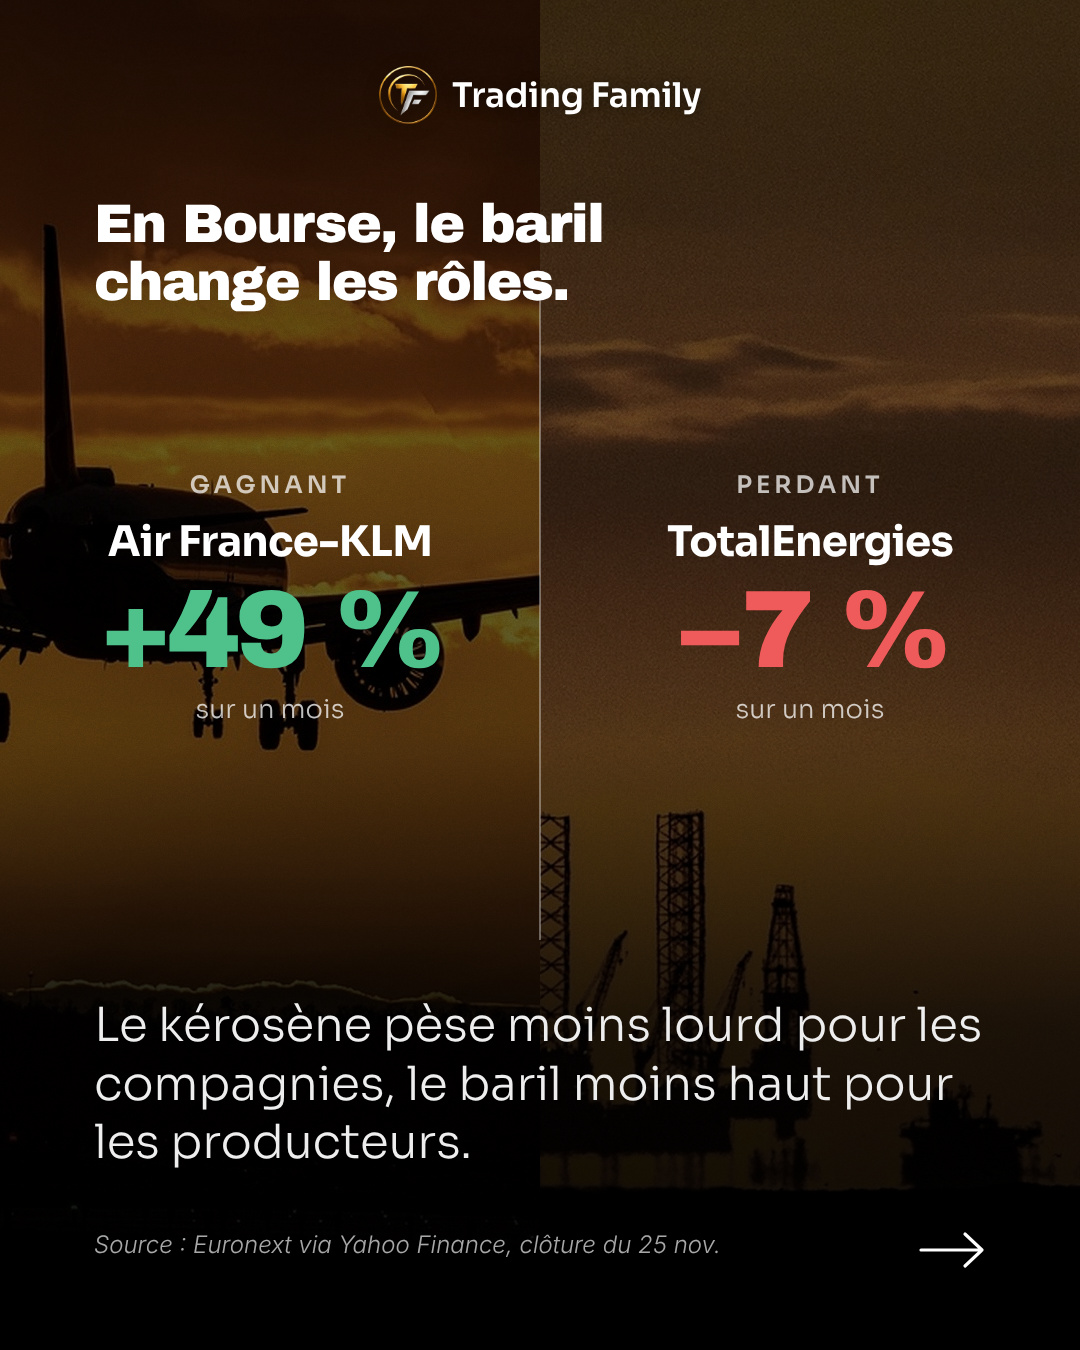 TF Trading Family
En Bourse, le baril
change les rôles.
GAGNANT
Air France-KLM
+49 %
sur un mois
PERDANT
TotalEnergies
−7 %
sur un mois
Le kérosène pèse moins lourd pour les
compagnies, le baril moins haut pour
les producteurs.
Source : Euronext via Yahoo Finance, clôture du 25 nov.